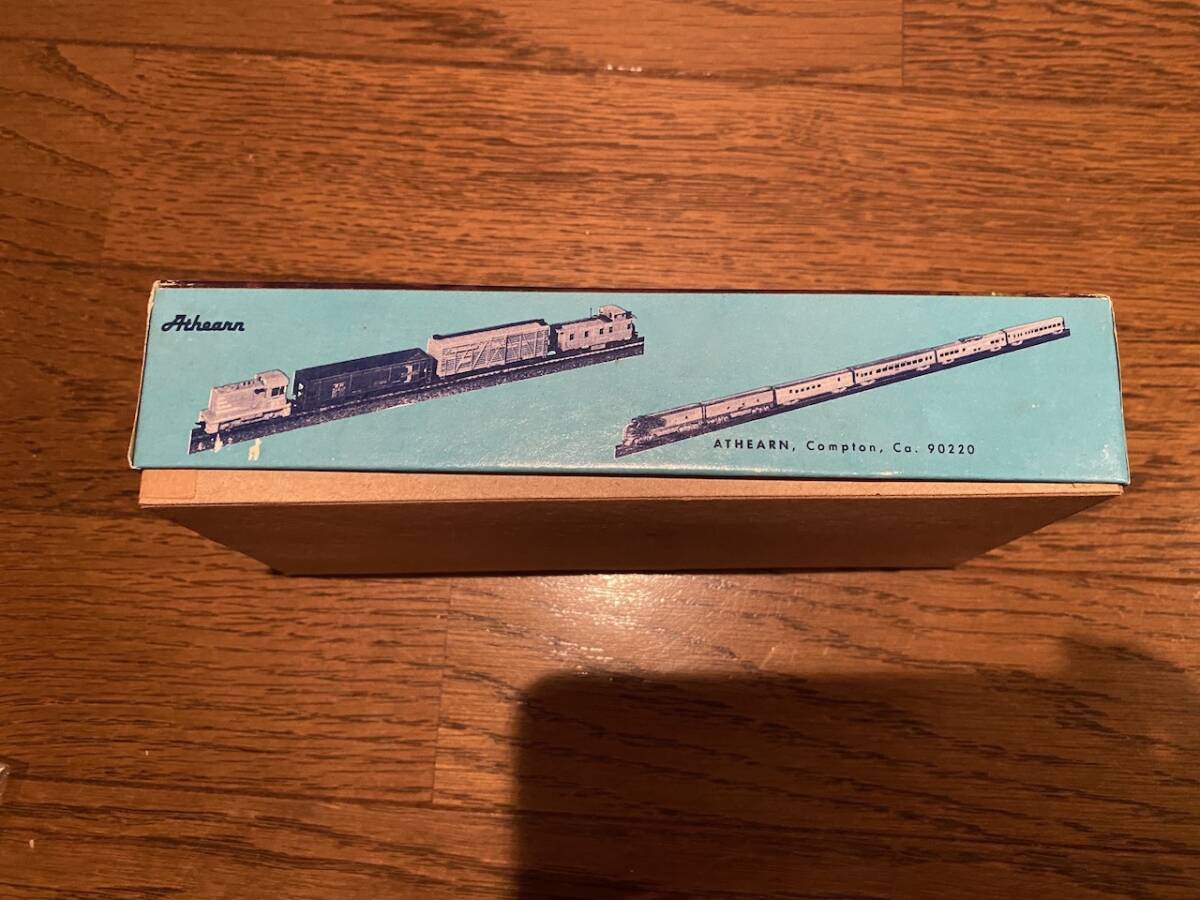 Athearn
ATHEARN, Compton, Ca. 90220